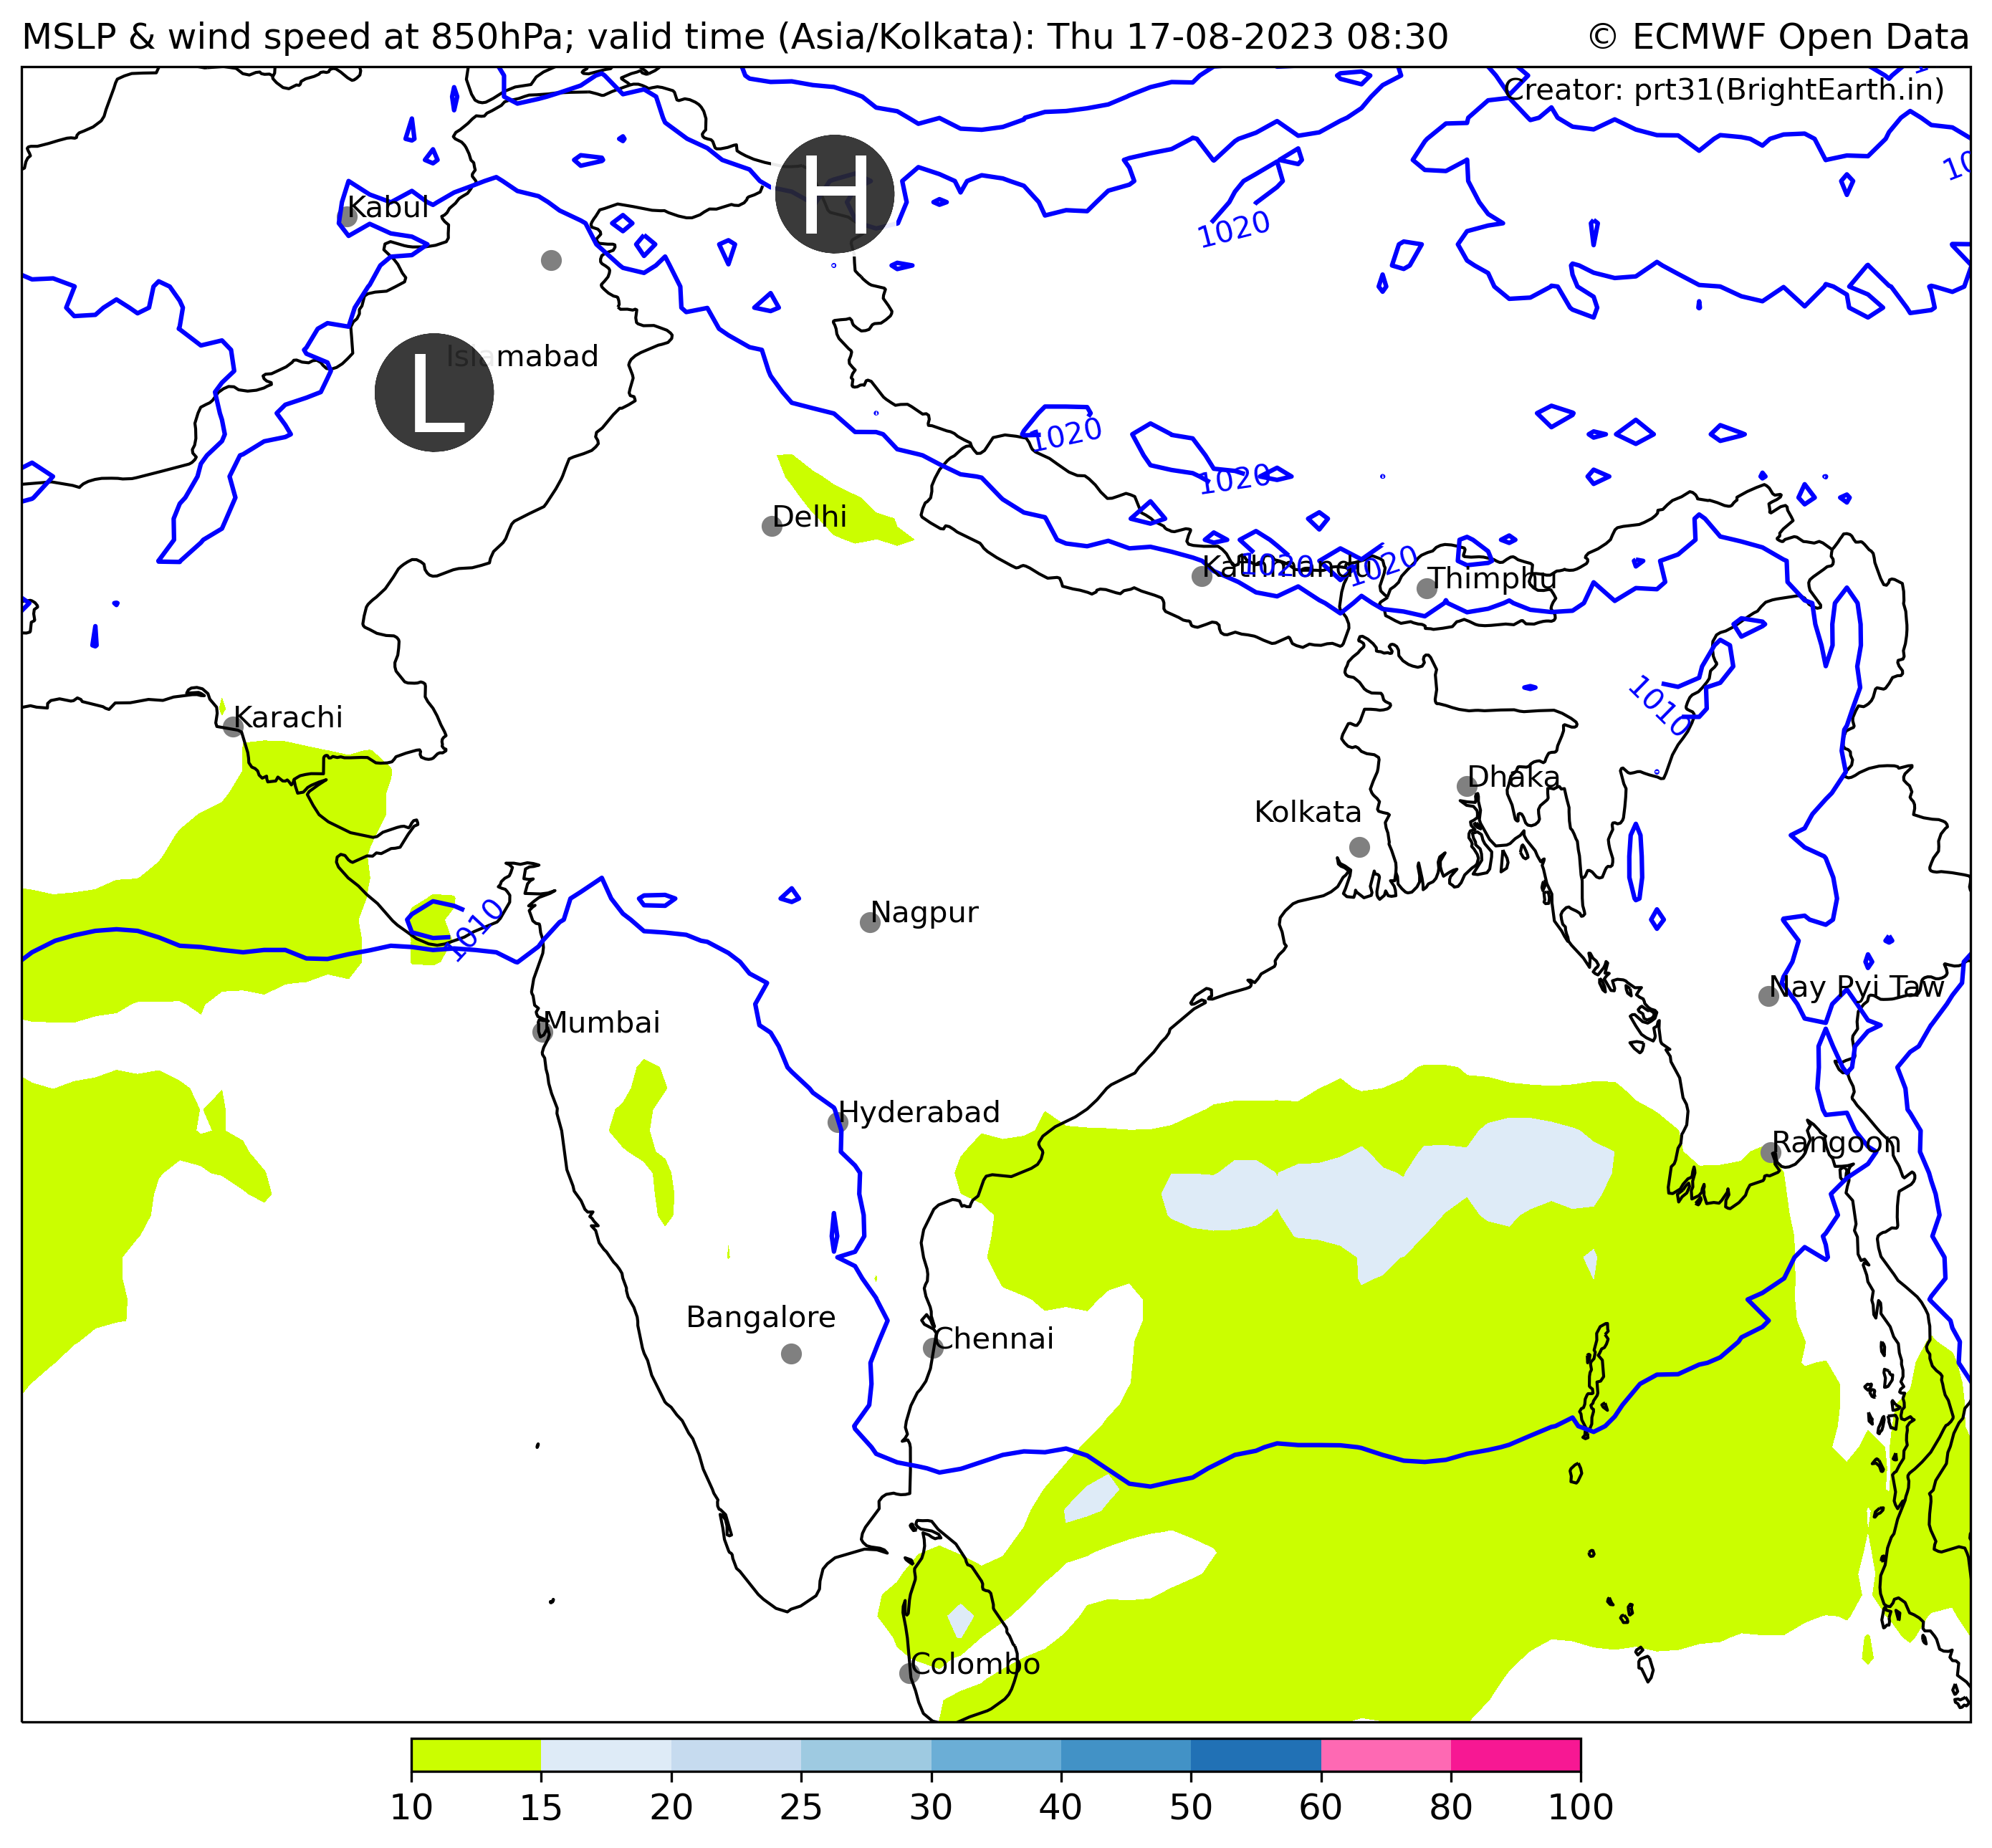 MSLP & wind speed at 850hPa; valid time (Asia/Kolkata): Thu 17-08-2023 08:30
© ECMWF Open Data
Creator: prt31(BrightEarth.in)
H
1020
Kabul
L
Islamabad
1020
1020
Delhi
Kathmandu
1020
1020
Thimphu
1010
Karachi
Dhaka
Kolkata
1010
Nagpur
Nay Pyi Taw
Mumbai
Hyderabad
Rangoon
Bangalore
Chennai
Colombo
10 15 20 25 30 40 50 60 80 100